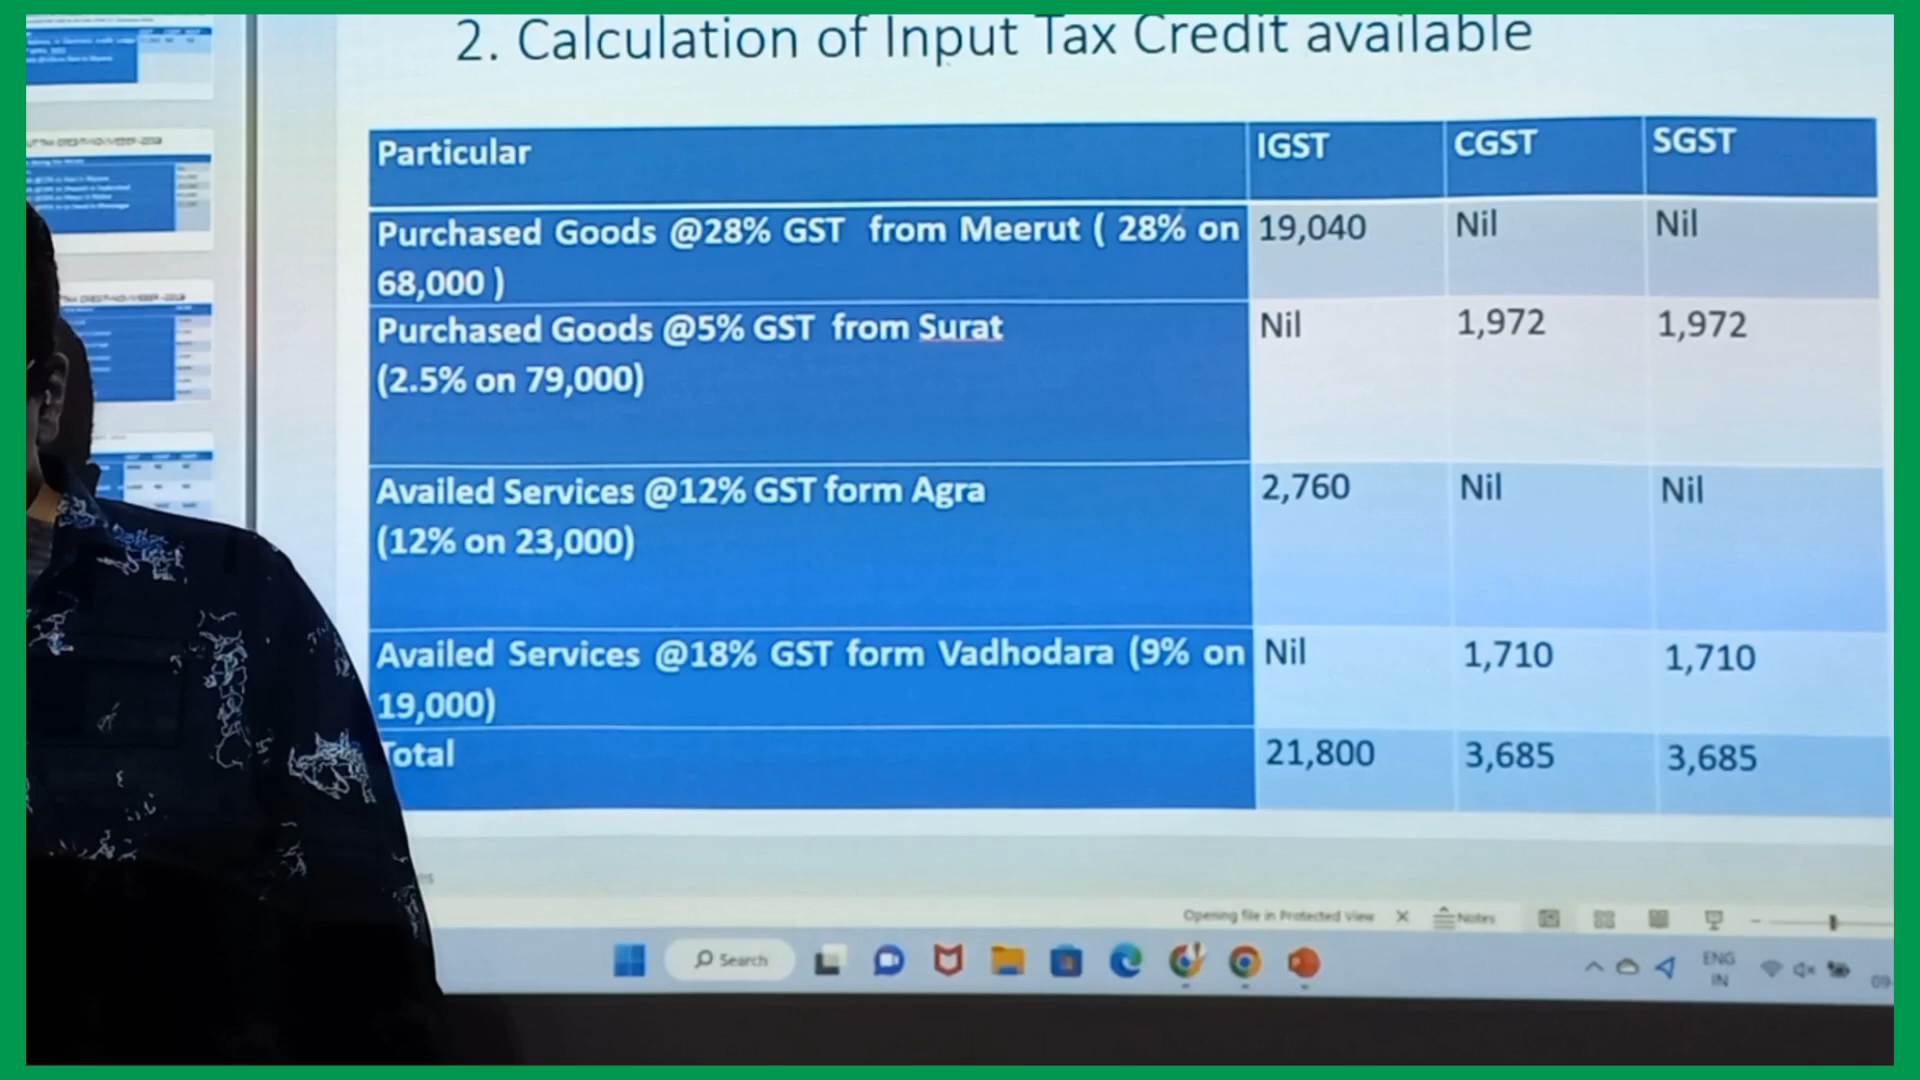 2. Calculation of Input Tax Credit available
Particular IGST CGST SGST
Purchased Goods @28% GST from Meerut ( 28% on 19,040 Nil Nil
68,000 )
Purchased Goods @5% GST from Surat Nil 1,972 1,972
(2.5% on 79,000)
Availed Services @12% GST form Agra 2,760 Nil Nil
(12% on 23,000)
Availed Services @18% GST form Vadhodara (9% on Nil 1,710 1,710
19,000)
Total 21,800 3,685 3,685
Opening file in Protected View X Notes
Search
ENG
IN